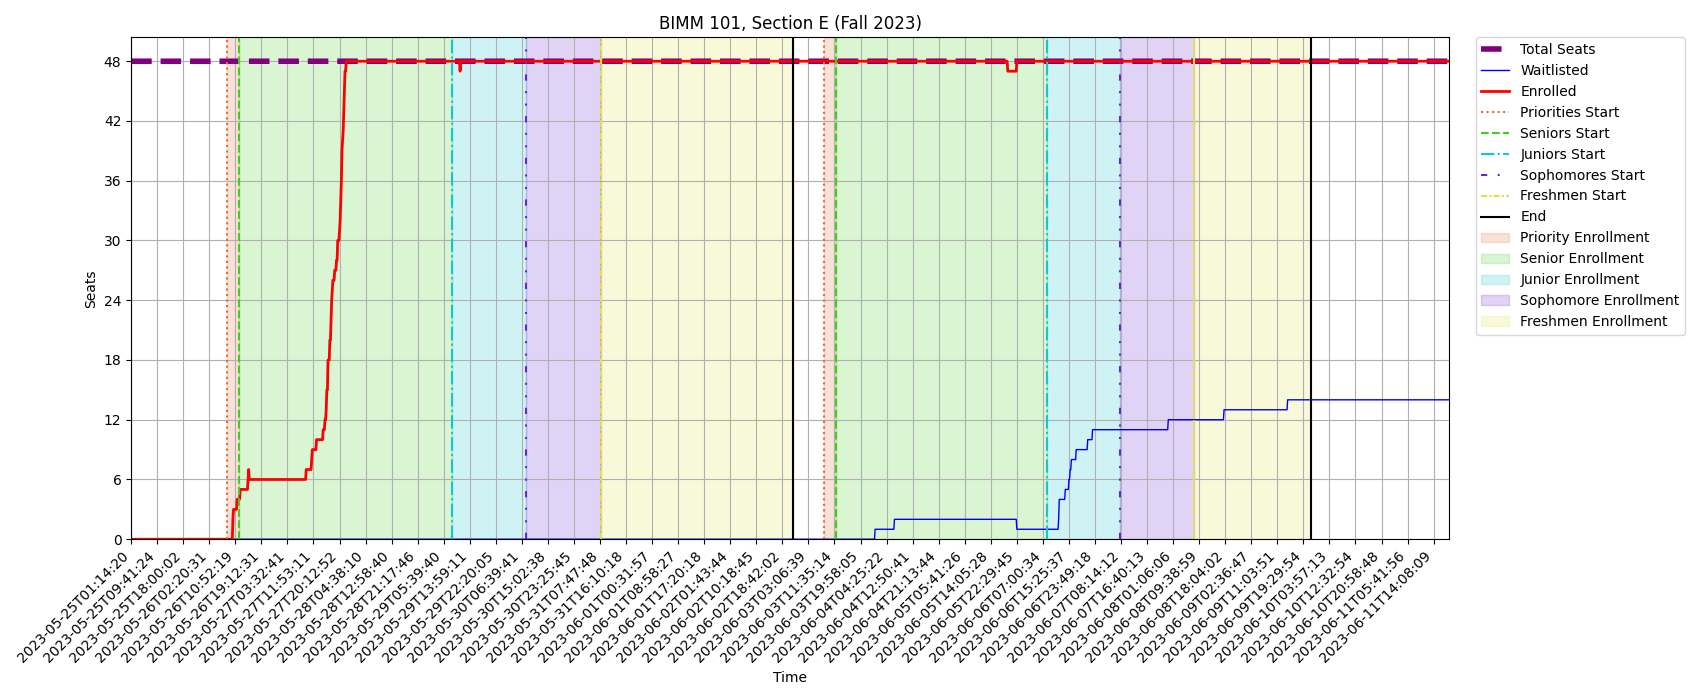 BIMM 101, Section E (Fall 2023)
Seats
48
42
36
30
24
18
12
6
0
2023-05-25T01:14:20
2023-05-25T09:41:24
2023-05-25T18:00:02
2023-05-26T02:20:31
2023-05-26T10:52:19
2023-05-26T19:12:31
2023-05-27T03:32:41
2023-05-27T11:53:11
2023-05-27T20:12:52
2023-05-28T04:38:10
2023-05-28T12:58:40
2023-05-28T21:17:46
2023-05-29T05:39:40
2023-05-29T13:59:11
2023-05-29T22:20:05
2023-05-30T06:39:41
2023-05-30T15:02:38
2023-05-30T23:25:45
2023-05-31T07:47:48
2023-05-31T16:10:18
2023-06-01T00:31:57
2023-06-01T08:58:27
2023-06-01T17:20:18
2023-06-02T01:43:44
2023-06-02T10:18:45
2023-06-02T18:42:02
2023-06-03T03:06:39
2023-06-03T11:35:14
2023-06-03T19:58:05
2023-06-04T04:25:22
2023-06-04T12:50:41
2023-06-04T21:13:44
2023-06-05T05:41:26
2023-06-05T14:05:28
2023-06-05T22:29:45
2023-06-06T07:00:34
2023-06-06T15:25:37
2023-06-06T23:49:18
2023-06-07T08:14:12
2023-06-07T16:40:13
2023-06-08T01:06:06
2023-06-08T09:38:59
2023-06-08T18:04:02
2023-06-09T02:36:47
2023-06-09T11:03:51
2023-06-09T19:29:54
2023-06-10T03:57:13
2023-06-10T12:32:54
2023-06-10T20:58:48
2023-06-11T05:41:56
2023-06-11T14:08:09
Time
Total Seats
Waitlisted
Enrolled
Priorities Start
Seniors Start
Juniors Start
Sophomores Start
Freshmen Start
End
Priority Enrollment
Senior Enrollment
Junior Enrollment
Sophomore Enrollment
Freshmen Enrollment